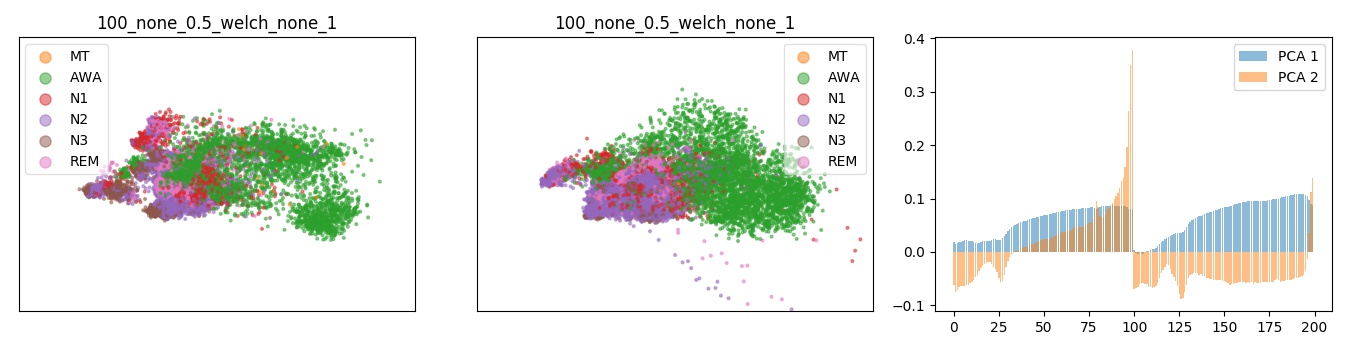 100_none_0.5_welch_none_1
MT
AWA
N1
N2
N3
REM
100_none_0.5_welch_none_1
MT
AWA
N1
N2
N3
REM
PCA 1
PCA 2
0.4
0.3
0.2
0.1
0.0
−0.1
0 25 50 75 100 125 150 175 200